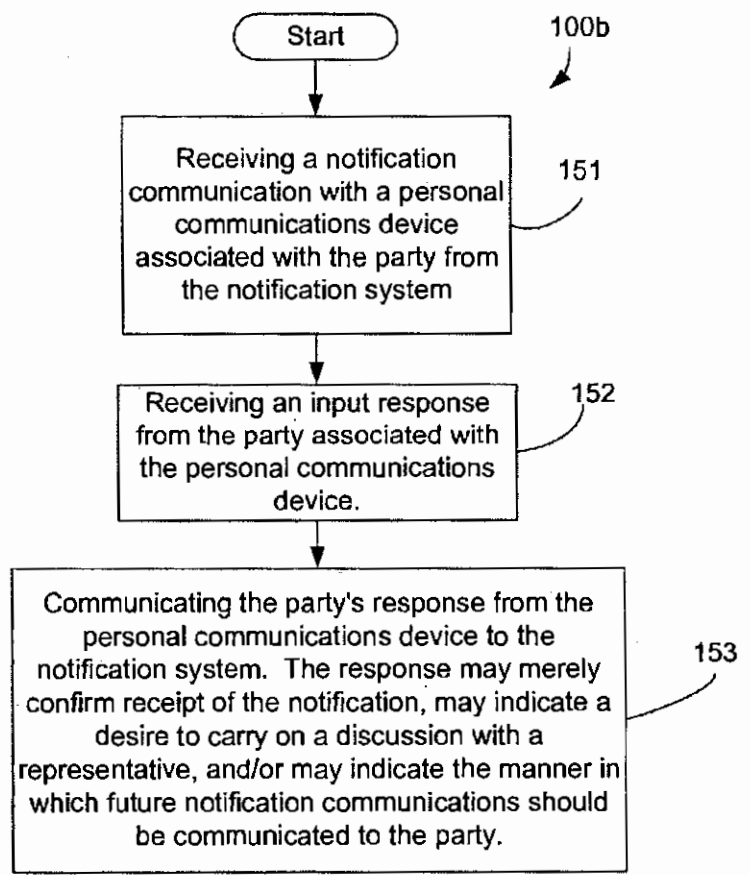 Start
100b
Receiving a notification
communication with a personal
communications device
associated with the party from
the notification system
151
Receiving an input response
from the party associated with
the personal communications
device.
152
Communicating the party's response from the
personal communications device to the
notification system.  The response may merely
confirm receipt of the notification, may indicate a
desire to carry on a discussion with a
representative, and/or may indicate the manner in
which future notification communications should
be communicated to the party.
153